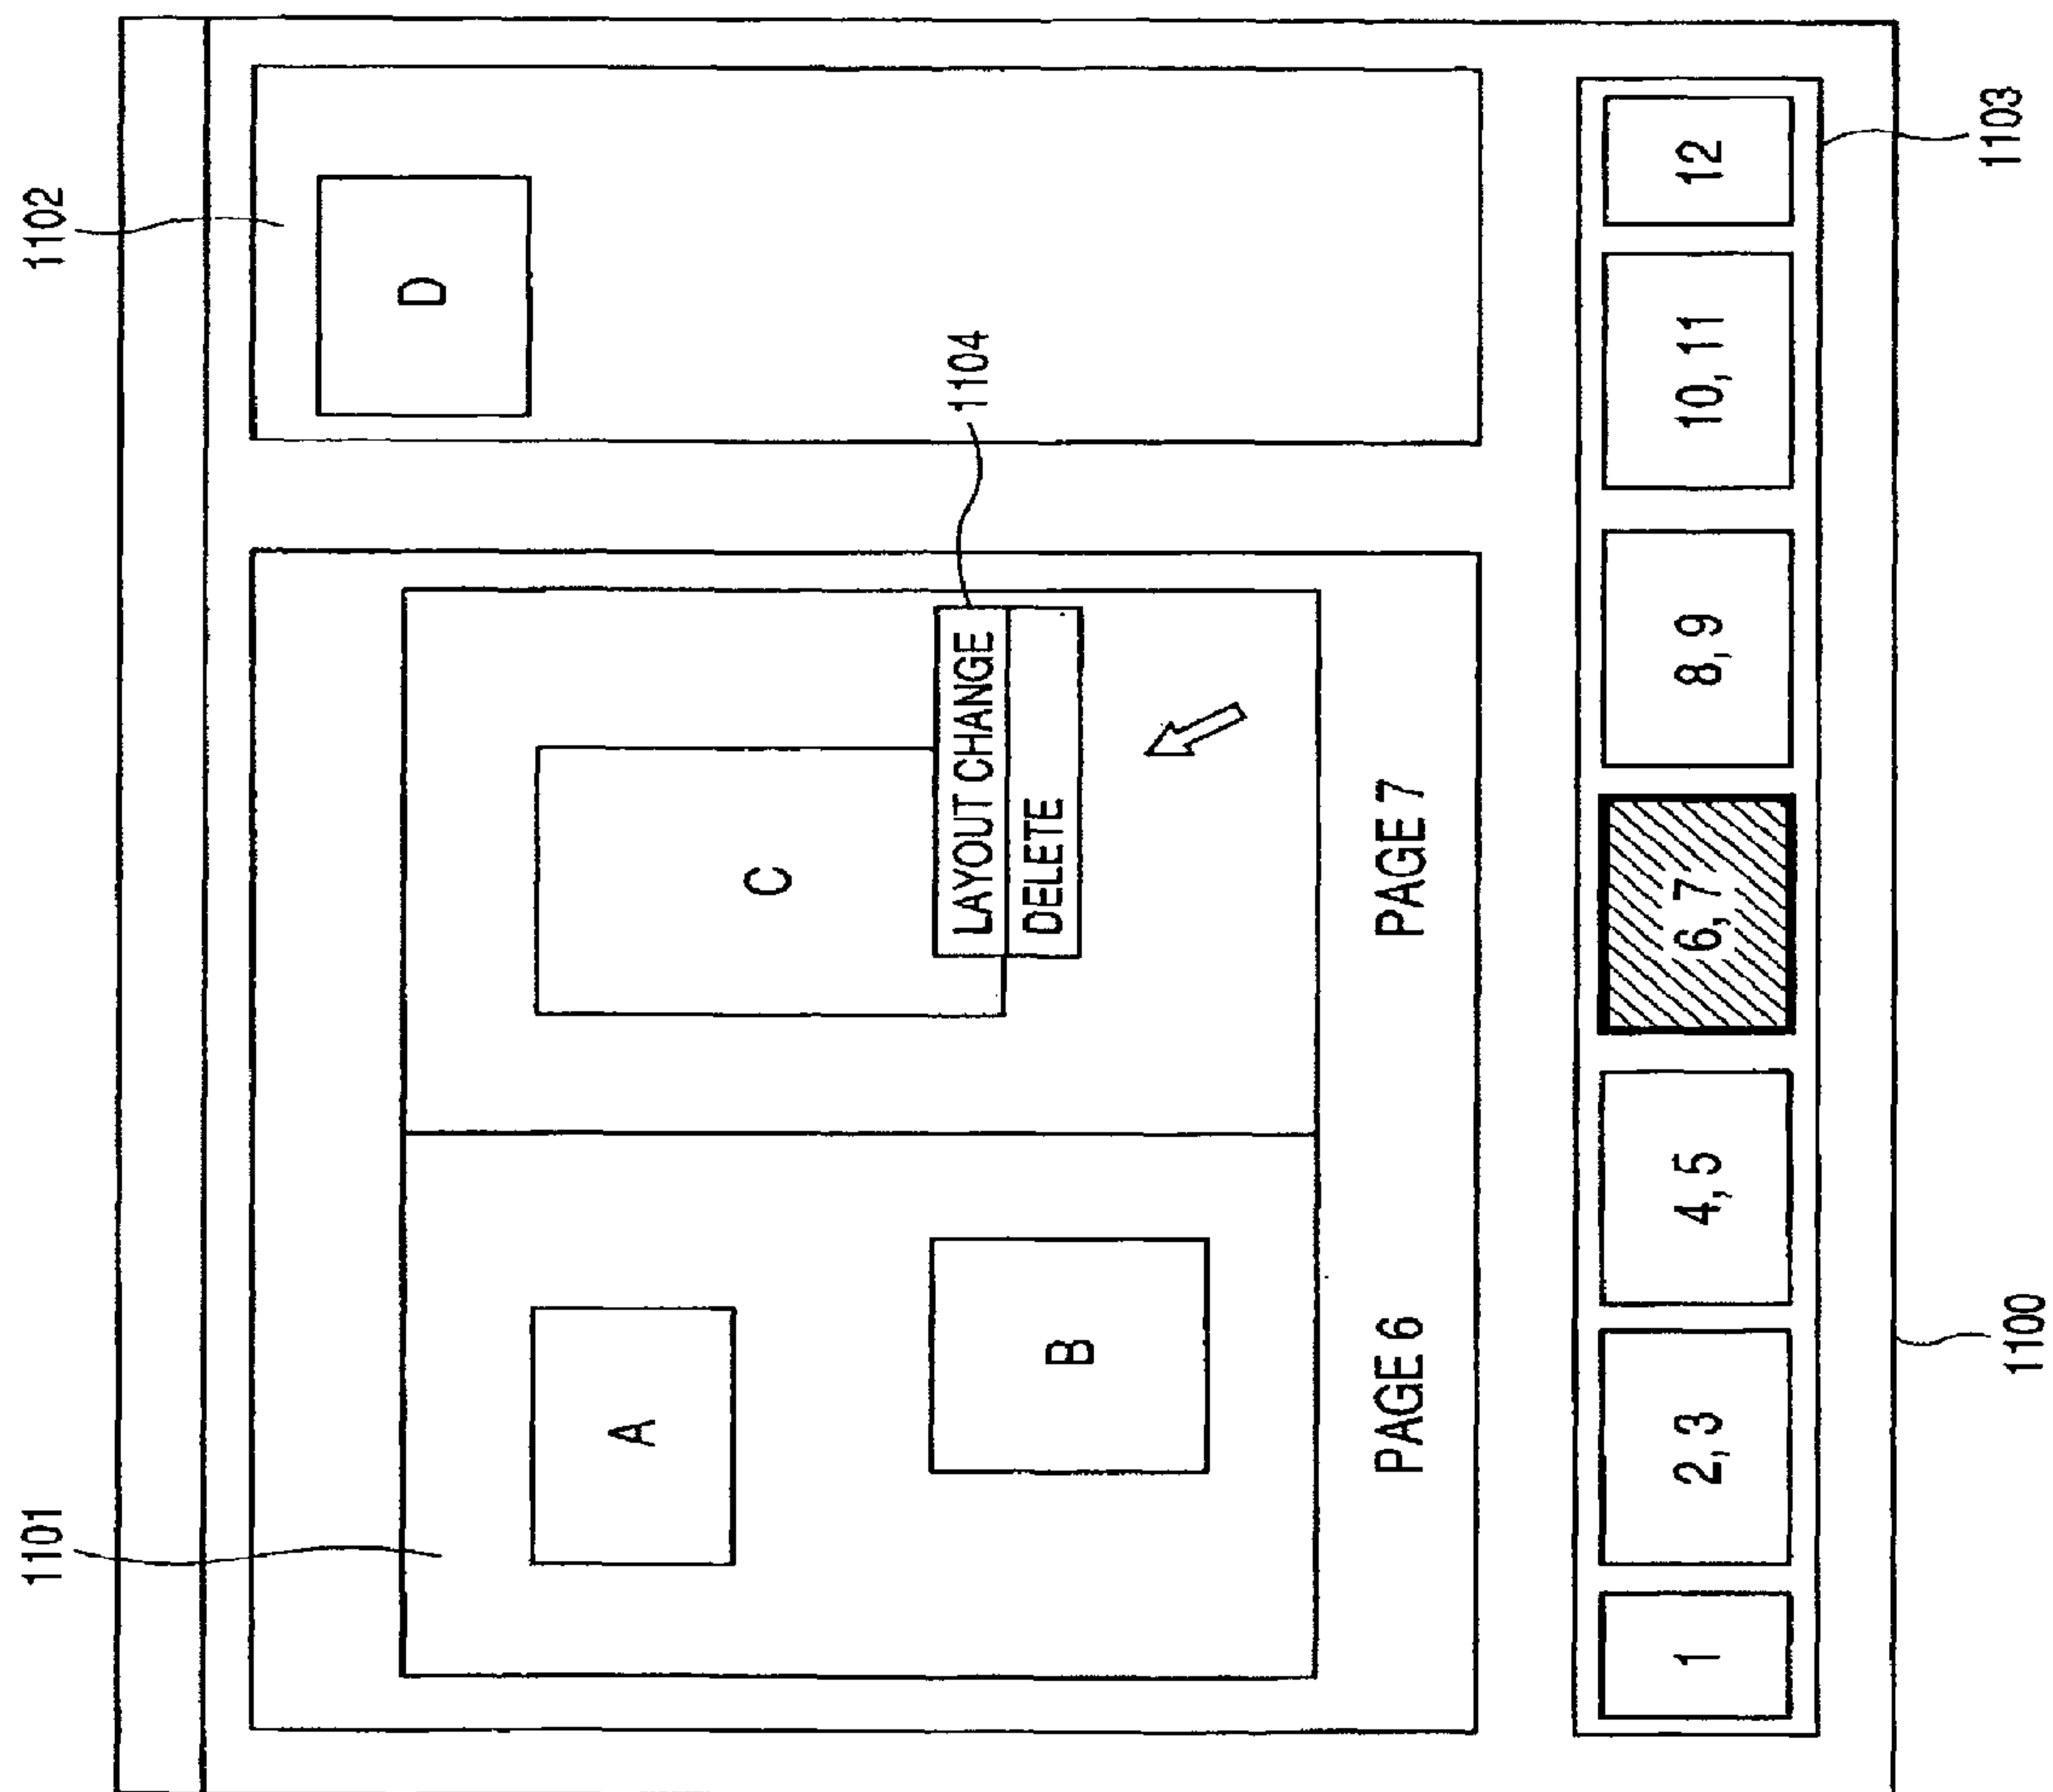 1101
1102
A
B
C
D
1104
LAYOUT CHANGE
DELETE
PAGE 6
PAGE 7
1
2,3
4,5
6,7
8,9
10,11
12
1103
1100